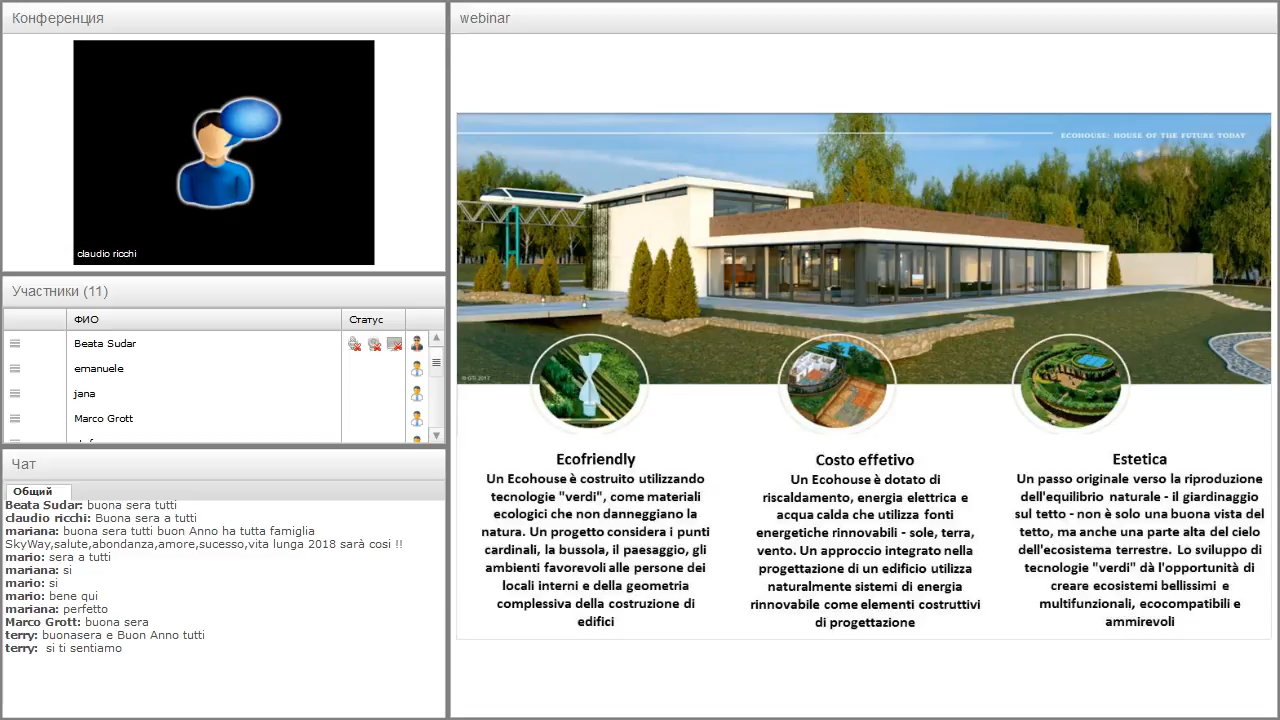 Конференция
claudio ricchi
Участники (11)
ФИО
Статус
Beata Sudar
emanuele
jana
Marco Grott
Чат
Общий
Beata Sudar: buona sera tutti
claudio ricchi: Buona sera a tutti
mariana: buona sera tutti buon Anno ha tutta famiglia
SkyWay,salute,abondanza,amore,sucesso,vita lunga 2018 sarà cosi !!
mario: sera a tutti
mariana: si
mario: si
mario: bene qui
mariana: perfetto
Marco Grott: buona sera
terry: buonasera e Buon Anno tutti
terry: si ti sentiamo
webinar
ECOHOUSE: HOUSE OF THE FUTURE TODAY
© GTI 2017
Ecofriendly
Un Ecohouse è costruito utilizzando
tecnologie "verdi", come materiali
ecologici che non danneggiano la
natura. Un progetto considera i punti
cardinali, la bussola, il paesaggio, gli
ambienti favorevoli alle persone dei
locali interni e della geometria
complessiva della costruzione di
edifici
Costo effetivo
Un Ecohouse è dotato di
riscaldamento, energia elettrica e
acqua calda che utilizza fonti
energetiche rinnovabili - sole, terra,
vento. Un approccio integrato nella
progettazione di un edificio utilizza
naturalmente sistemi di energia
rinnovabile come elementi costruttivi
di progettazione
Estetica
Un passo originale verso la riproduzione
dell'equilibrio naturale - il giardinaggio
sul tetto - non è solo una buona vista del
tetto, ma anche una parte alta del cielo
dell'ecosistema terrestre. Lo sviluppo di
tecnologie "verdi" dà l'opportunità di
creare ecosistemi bellissimi e
multifunzionali, ecocompatibili e
ammirevoli